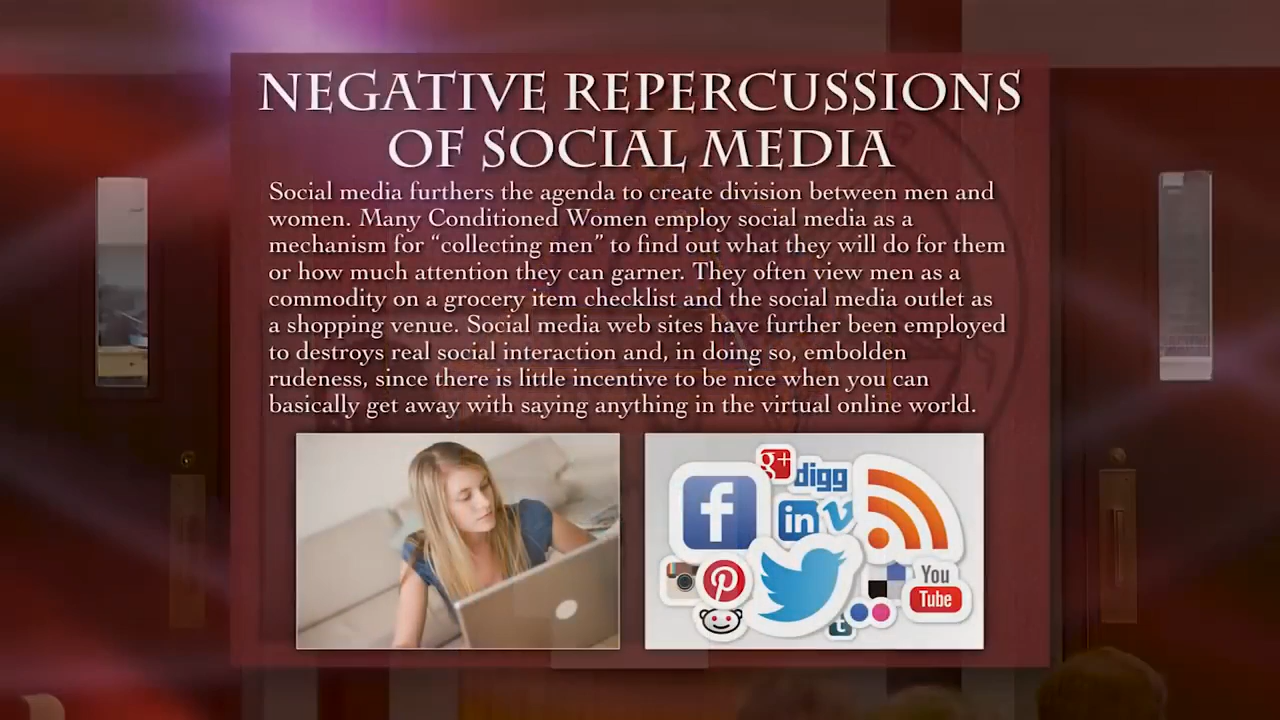 NEGATIVE REPERCUSSIONS
OF SOCIAL MEDIA
Social media furthers the agenda to create division between men and
women. Many Conditioned Women employ social media as a
mechanism for “collecting men” to find out what they will do for them
or how much attention they can garner. They often view men as a
commodity on a grocery item checklist and the social media outlet as
a shopping venue. Social media web sites have further been employed
to destroys real social interaction and, in doing so, embolden
rudeness, since there is little incentive to be nice when you can
basically get away with saying anything in the virtual online world.
g+
digg
f
in
v
You
Tube
t